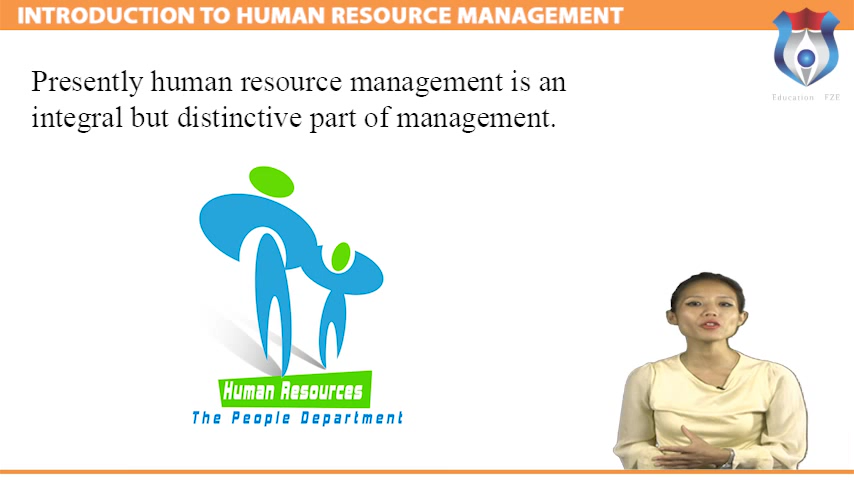 INTRODUCTION TO HUMAN RESOURCE MANAGEMENT
Presently human resource management is an
integral but distinctive part of management.
Education FZE
Human Resources
The People Department